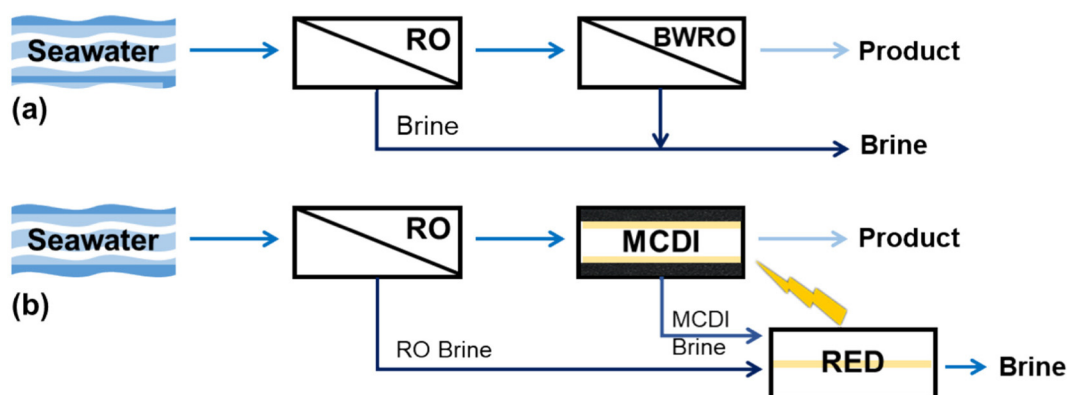 Seawater
RO
BWRO
Product
(a)
Brine
Brine
Seawater
RO
MCDI
Product
(b)
RO Brine
MCDI
Brine
RED
Brine